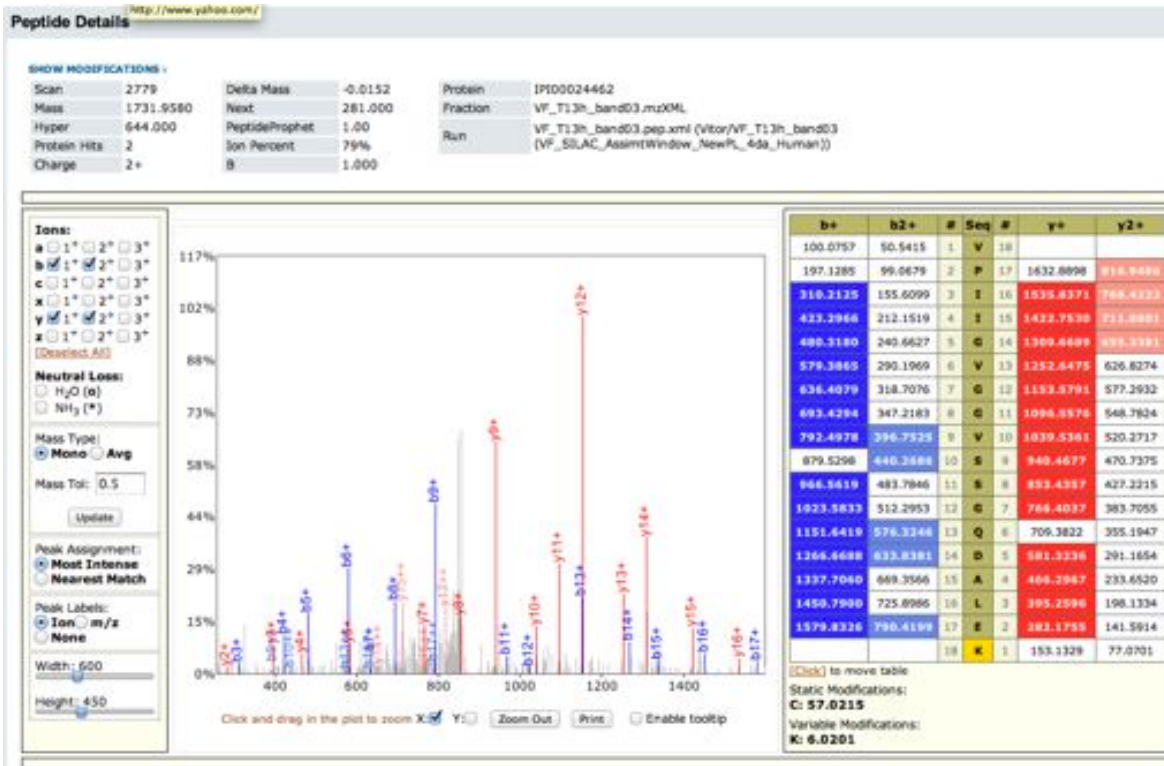 http://www.yahoo.com/
Peptide Details
SHOW MODIFICATIONS
Scan 2779 Delta Mass -0.0152 Protein IPI00024462
Mass 1731.9580 Next 281.000 Fraction VF_T13h_band03.mzXML
Hyper 644.000 PeptideProphet 1.00 Run VF_T13h_band03.pep.xml (Vitor/VF_T13h_band03
Protein Hits 2 Ion Percent 79% (VF_SILAC_AssimtWindow_NewPL_4da_Human))
Charge 2+ B 1.000
Ions:
a 1+ 2+ 3+
b 1+ 2+ 3+
c 1+ 2+ 3+
x 1+ 2+ 3+
y 1+ 2+ 3+
z 1+ 2+ 3+
[Deselect All]
Neutral Loss:
H2O (o)
NH3 (*)
Mass Type:
Mono Avg
Mass Tol: 0.5
Update
Peak Assignment:
Most Intense
Nearest Match
Peak Labels:
Ion m/z
None
Width: 600
Height: 450
117%
102%
88%
73%
58%
44%
29%
15%
0%
400 600 800 1000 1200 1400
y2+
b3+
b4+
y4+
b5+
b6+
b8+
y7+
b9+
y8+
y9+
b11+
b12+
y10+
y11+
b13+
y12+
y13+
b14+
y14+
b15+
y15+
b16+
y16+
b17+
Click and drag in the plot to zoom X: Y: Zoom Out Print Enable tooltip
b+ b2+ # Seq # y+ y2+
100.0757 50.5415 1 V 18
197.1285 99.0679 2 P 17 1632.8898
310.2125 155.6099 3 I 16 1535.8371
423.2966 212.1519 4 I 15 1422.7530
480.3180 240.6627 5 G 14 1309.6689
579.3865 290.1969 6 V 13 1252.6475 626.8274
636.4079 318.7076 7 G 12 1153.5791 577.2932
693.4294 347.2183 8 G 11 1096.5576 548.7824
792.4978 396.7525 9 V 10 1039.5361 520.2717
879.5298 440.2686 10 S 9 940.4677 470.7375
966.5619 483.7846 11 S 8 853.4357 427.2215
1023.5833 512.2953 12 G 7 766.4037 383.7055
1151.6419 576.3246 13 Q 6 709.3822 355.1947
1266.6688 633.8381 14 D 5 581.3236 291.1654
1337.7060 669.3566 15 A 4 466.2967 233.6520
1450.7900 725.8986 16 L 3 395.2596 198.1334
1579.8326 790.4199 17 E 2 282.1755 141.5914
18 K 1 153.1329 77.0701
[Click] to move table
Static Modifications:
C: 57.0215
Variable Modifications:
K: 6.0201